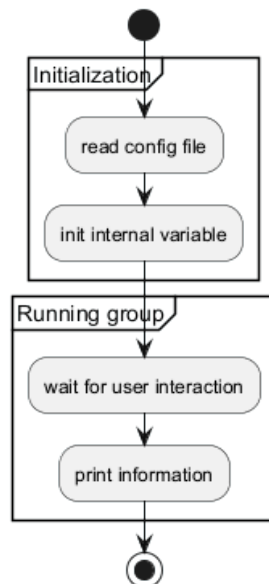 Initialization
read config file
init internal variable
Running group
wait for user interaction
print information